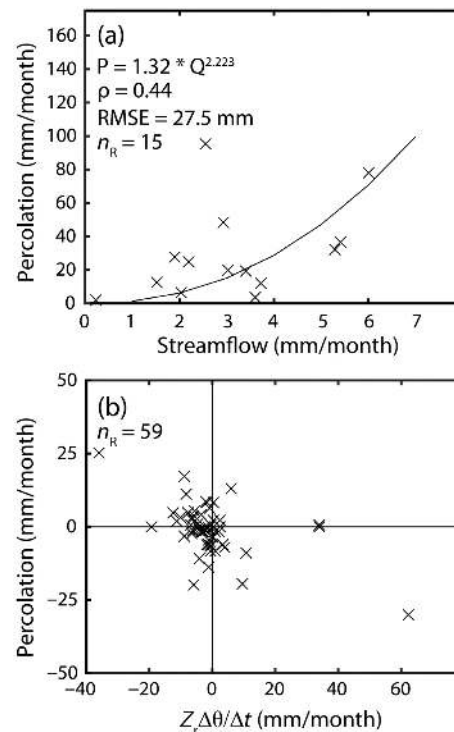 (a)
P = 1.32 * Q^2.223
ρ = 0.44
RMSE = 27.5 mm
n_R = 15
Percolation (mm/month)
160
140
120
100
80
60
40
20
0
0 1 2 3 4 5 6 7
Streamflow (mm/month)
(b)
n_R = 59
Percolation (mm/month)
50
25
0
−25
−50
−40 −20 0 20 40 60
Z_rΔθ/Δt (mm/month)